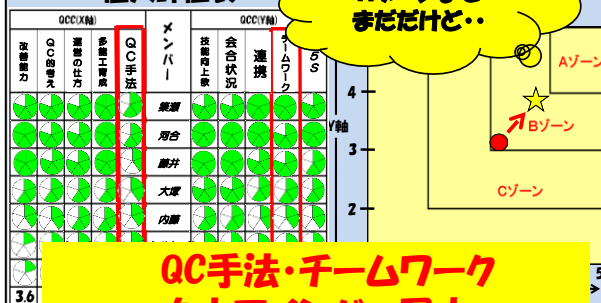 まだだけど・・
QCC(X軸)
メンバー
QCC(Y軸)
改善能力
QC的考え
運営の仕方
多能工育成
QC手法
技能向上数
会合状況
連携
チームワーク
5S
簗瀬
河合
藤井
大塚
内藤
3.6
Y軸
4
3
2
Aゾーン
Bゾーン
Cゾーン
5
QC手法・チームワーク